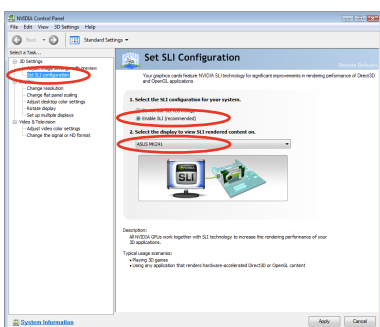 NVIDIA Control Panel
File Edit View 3D Settings Help
Back
Standard Settings
Select a Task...
3D Settings
Adjust image settings with preview
Set SLI configuration
Change resolution
Change flat panel scaling
Adjust desktop color settings
Rotate display
Set up multiple displays
Video & Television
Adjust video color settings
Change the signal or HD format
System Information
Set SLI Configuration
Restore Defaults
Your graphics cards feature NVIDIA SLI technology for significant improvements in rendering performance of Direct3D
and OpenGL applications.
1. Select the SLI configuration for your system.
Enable SLI (recommended)
2. Select the display to view SLI rendered content on.
SLI
Description:
All NVIDIA GPUs work together with SLI technology to increase the rendering performance of your
3D applications.
Typical usage scenarios:
• Playing 3D games
• Using any application that renders hardware-accelerated Direct3D or OpenGL content
Apply Cancel